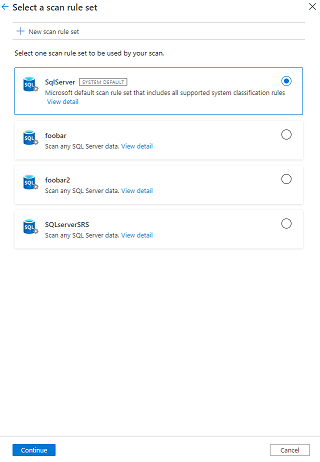 Select a scan rule set
New scan rule set
Select one scan rule set to be used by your scan.
SqlServer SYSTEM DEFAULT
Microsoft default scan rule set that includes all supported system classification rules
View detail
SQL
foobar
Scan any SQL Server data. View detail
SQL
foobar2
Scan any SQL Server data. View detail
SQL
SQLserverSRS
Scan any SQL Server data. View detail
SQL
Continue
Cancel